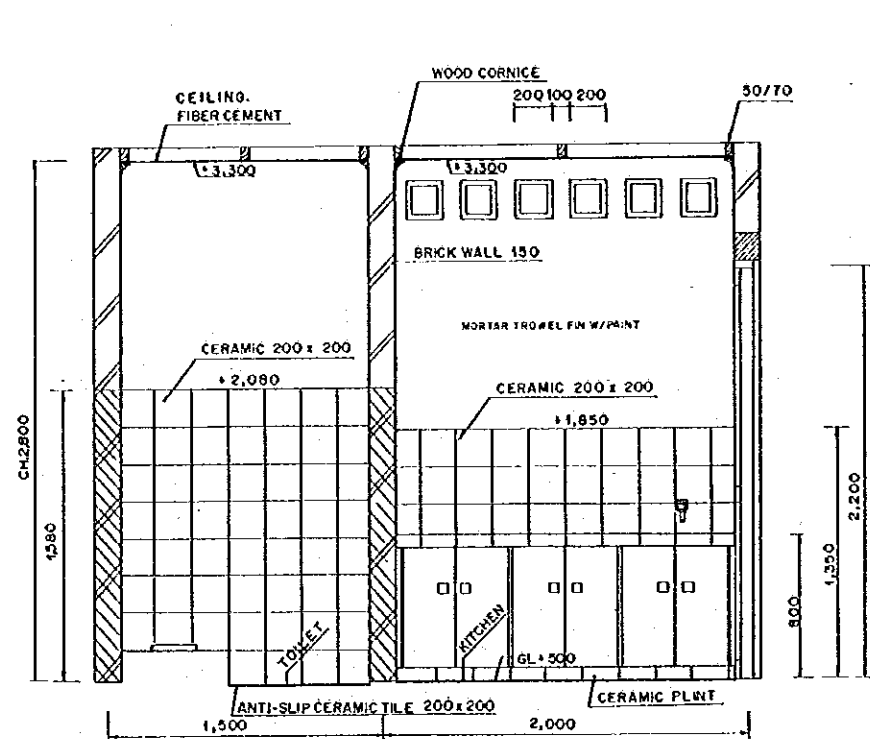 WOOD CORNICE
CEILING.
FIBER CEMENT
200 100 200
50/70
+3,300
+3,300
BRICK WALL 150
MORTAR TROWEL FIN W/PAINT
CERAMIC 200 x 200
+2,080
CERAMIC 200 x 200
+1,850
CH.2,800
1,580
2,200
1,350
800
TOILET
KITCHEN
GL+500
ANTI-SLIP CERAMIC TILE 200x200
CERAMIC PLINT
1,500
2,000